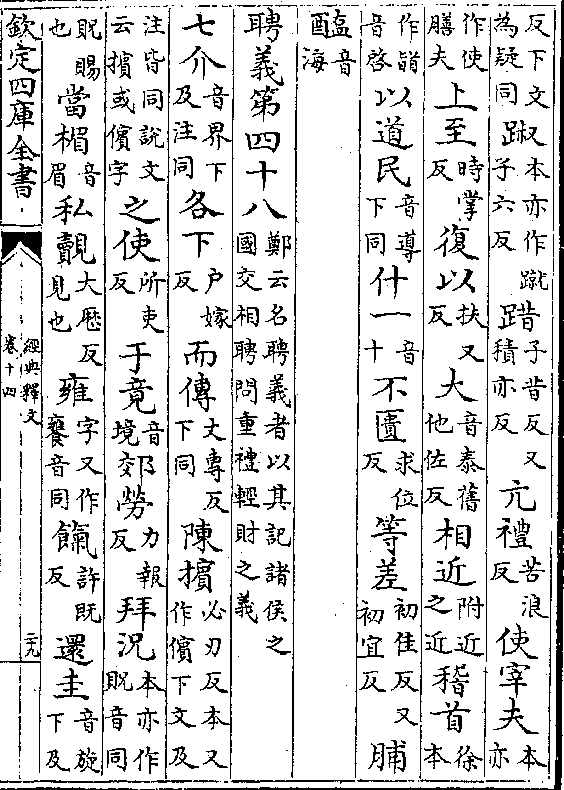 反下文為疑同踧本亦作蹴子六反踖子昔反又積亦反亢禮苦浪反使宰夫本亦
作使膳夫上至時掌反復以扶又反大音泰舊他佐反相近附近之近稽首徐本
作䭫音啓以道民音導下同什一音十不匱求位反等差初佳反又初宜反脯
醢音海
聘義第四十八鄭云名聘義者以其記諸侯之國交相聘問重禮輕財之義
七介音界下及注同各下户嫁反而傳丈專反下同陳擯必刃反本又作儐下文及
注皆同說文云擯或儐字之使所吏反于竟音境郊勞力報反拜況本亦作貺音同
貺賜也當楣音眉私覿大歷反見也雍字又作饔音同餼許既反還圭音旋下及
欽定四庫全書
經典釋文
卷十四
二九